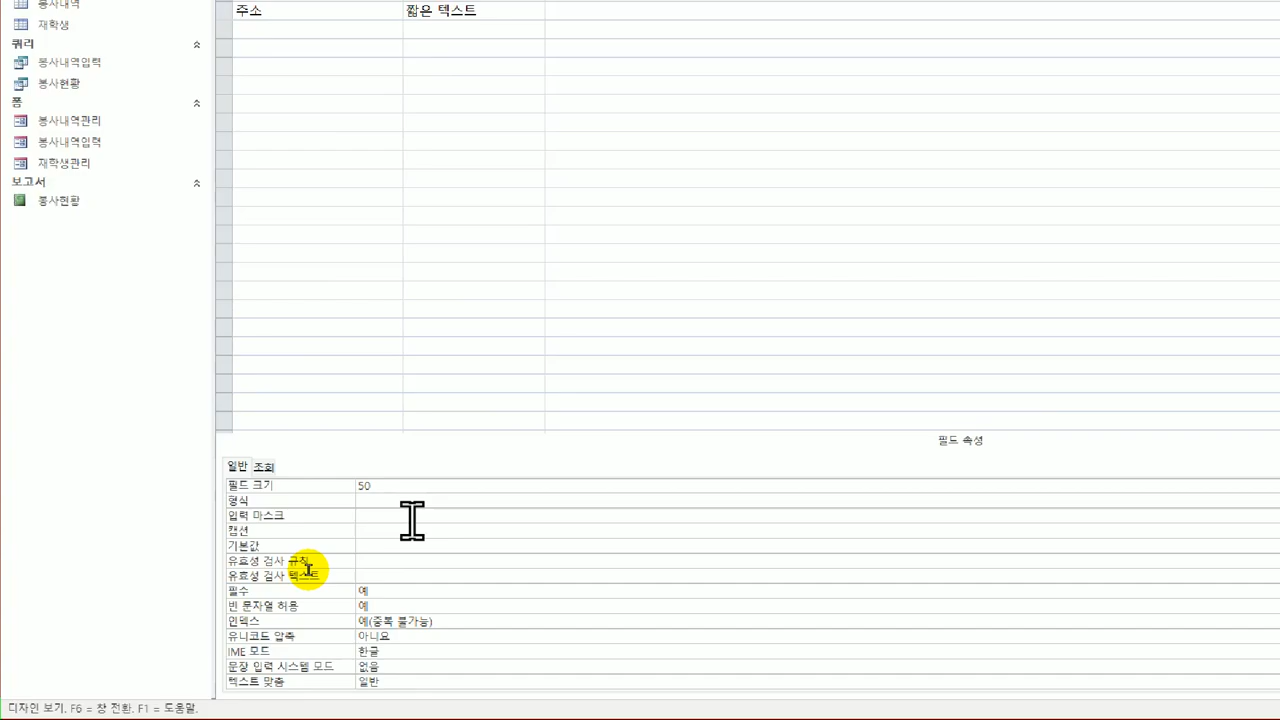 봉사내역
재학생
쿼리
봉사내역입력
봉사현황
폼
봉사내역관리
봉사내역입력
재학생관리
보고서
봉사현황
주소 짧은 텍스트
필드 속성
일반 조회
필드 크기 50
형식
입력 마스크
캡션
기본값
유효성 검사 규칙
유효성 검사 텍스트
필수 예
빈 문자열 허용 예
인덱스 예(중복 불가능)
유니코드 압축 아니요
IME 모드 한글
문장 입력 시스템 모드 없음
텍스트 맞춤 일반
디자인 보기. F6 = 창 전환. F1 = 도움말.